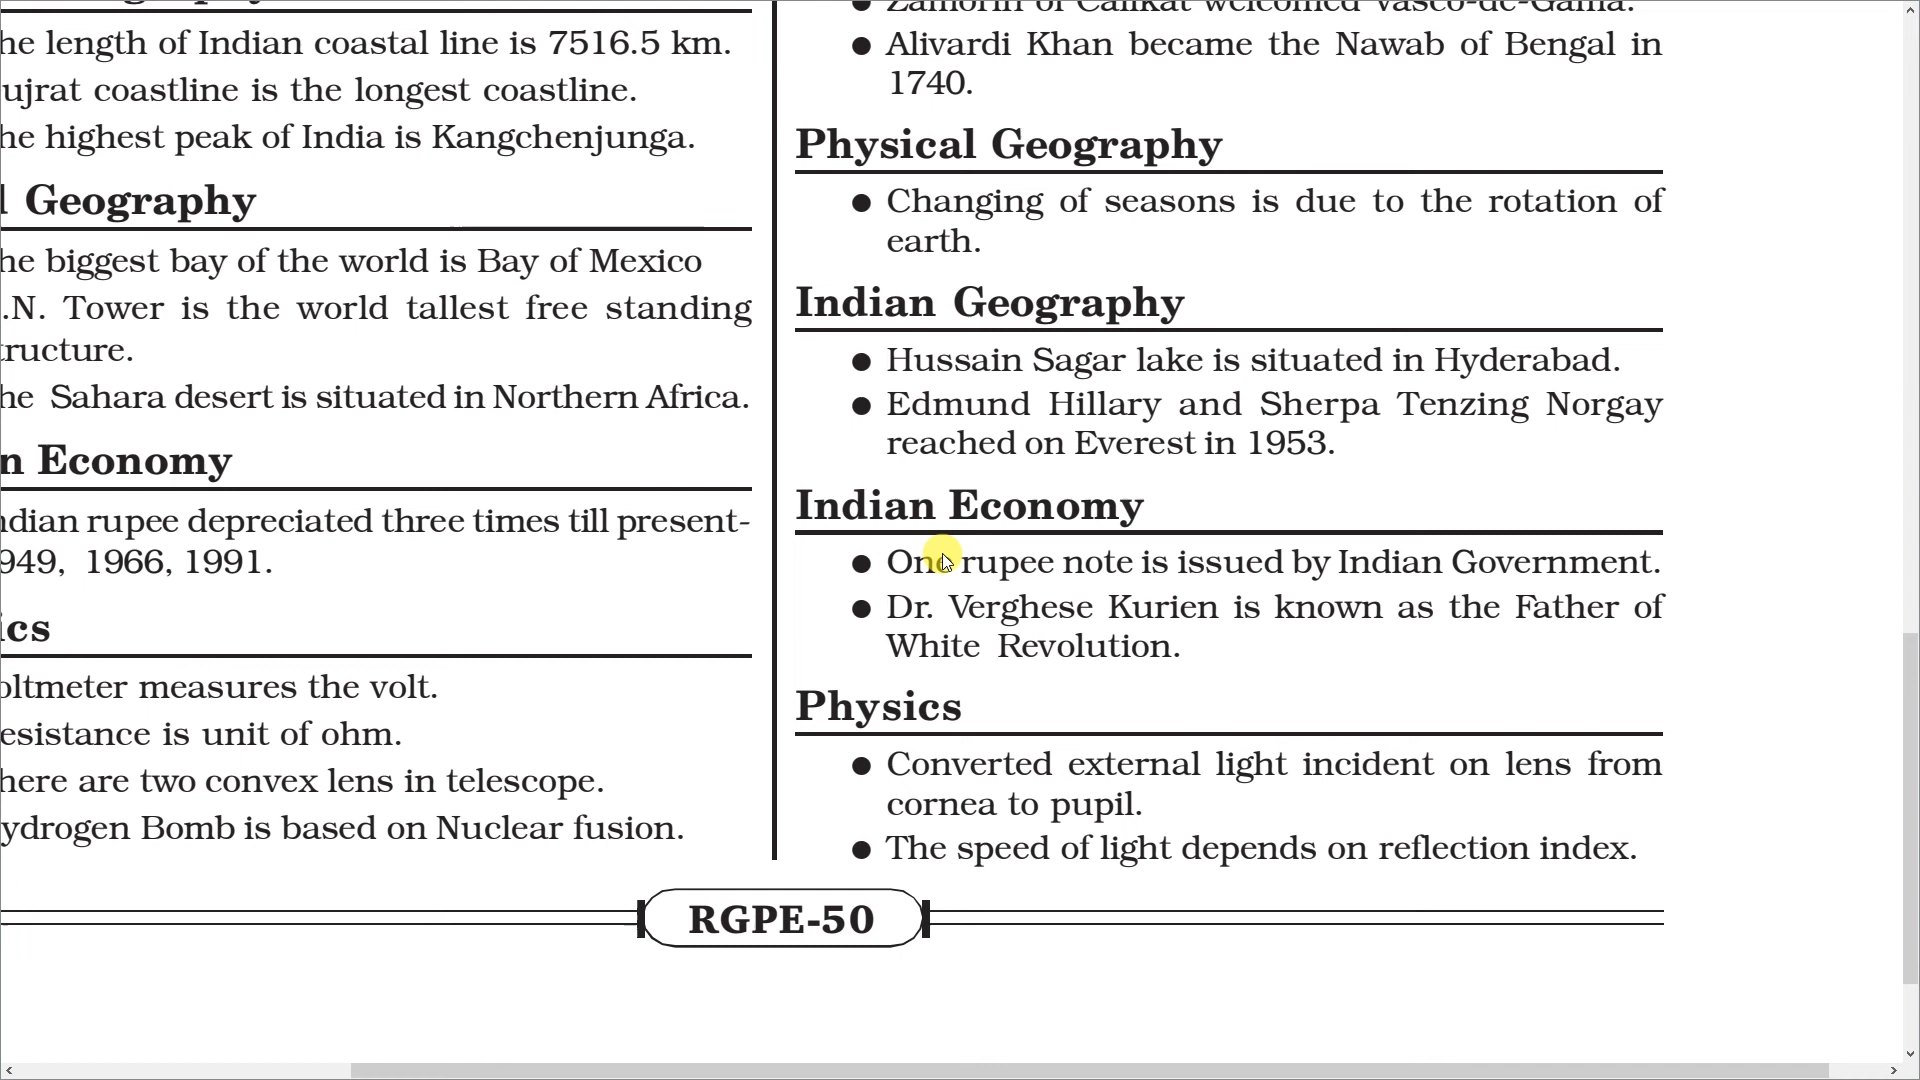 he length of Indian coastal line is 7516.5 km.
ujrat coastline is the longest coastline.
he highest peak of India is Kangchenjunga.
l Geography
he biggest bay of the world is Bay of Mexico
.N. Tower is the world tallest free standing
tructure.
he Sahara desert is situated in Northern Africa.
n Economy
ndian rupee depreciated three times till present-
949, 1966, 1991.
ics
oltmeter measures the volt.
esistance is unit of ohm.
here are two convex lens in telescope.
ydrogen Bomb is based on Nuclear fusion.
● Zamorin of Calikat welcomed Vasco-de-Gama.
● Alivardi Khan became the Nawab of Bengal in
1740.
Physical Geography
● Changing of seasons is due to the rotation of
earth.
Indian Geography
● Hussain Sagar lake is situated in Hyderabad.
● Edmund Hillary and Sherpa Tenzing Norgay
reached on Everest in 1953.
Indian Economy
● One rupee note is issued by Indian Government.
● Dr. Verghese Kurien is known as the Father of
White Revolution.
Physics
● Converted external light incident on lens from
cornea to pupil.
● The speed of light depends on reflection index.
RGPE-50